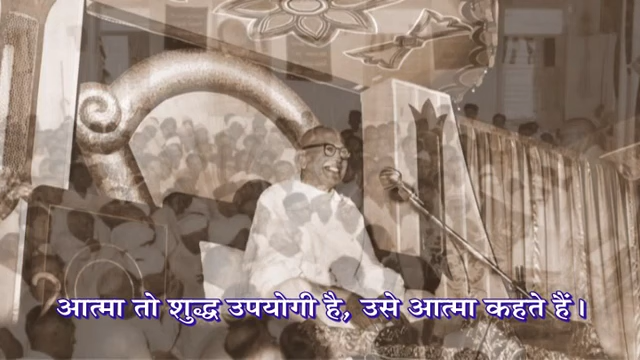 आत्मा तो शुद्ध उपयोगी है, उसे आत्मा कहते हैं।